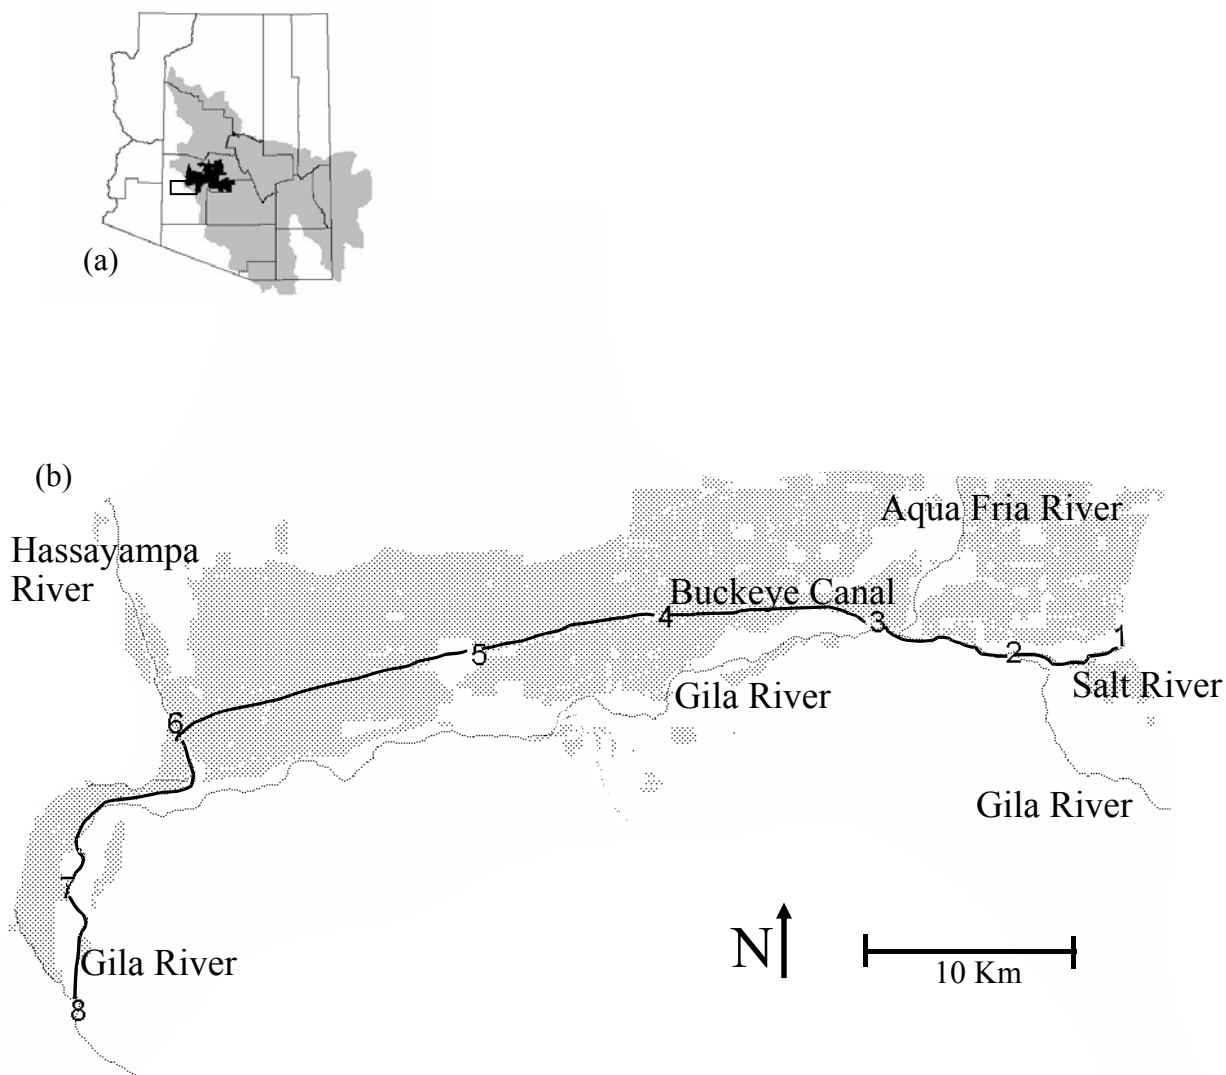 (a)
(b)
Aqua Fria River
Hassayampa
River
Buckeye Canal
4
3
1
2
5
Salt River
Gila River
6
Gila River
7
N
Gila River
10 Km
8